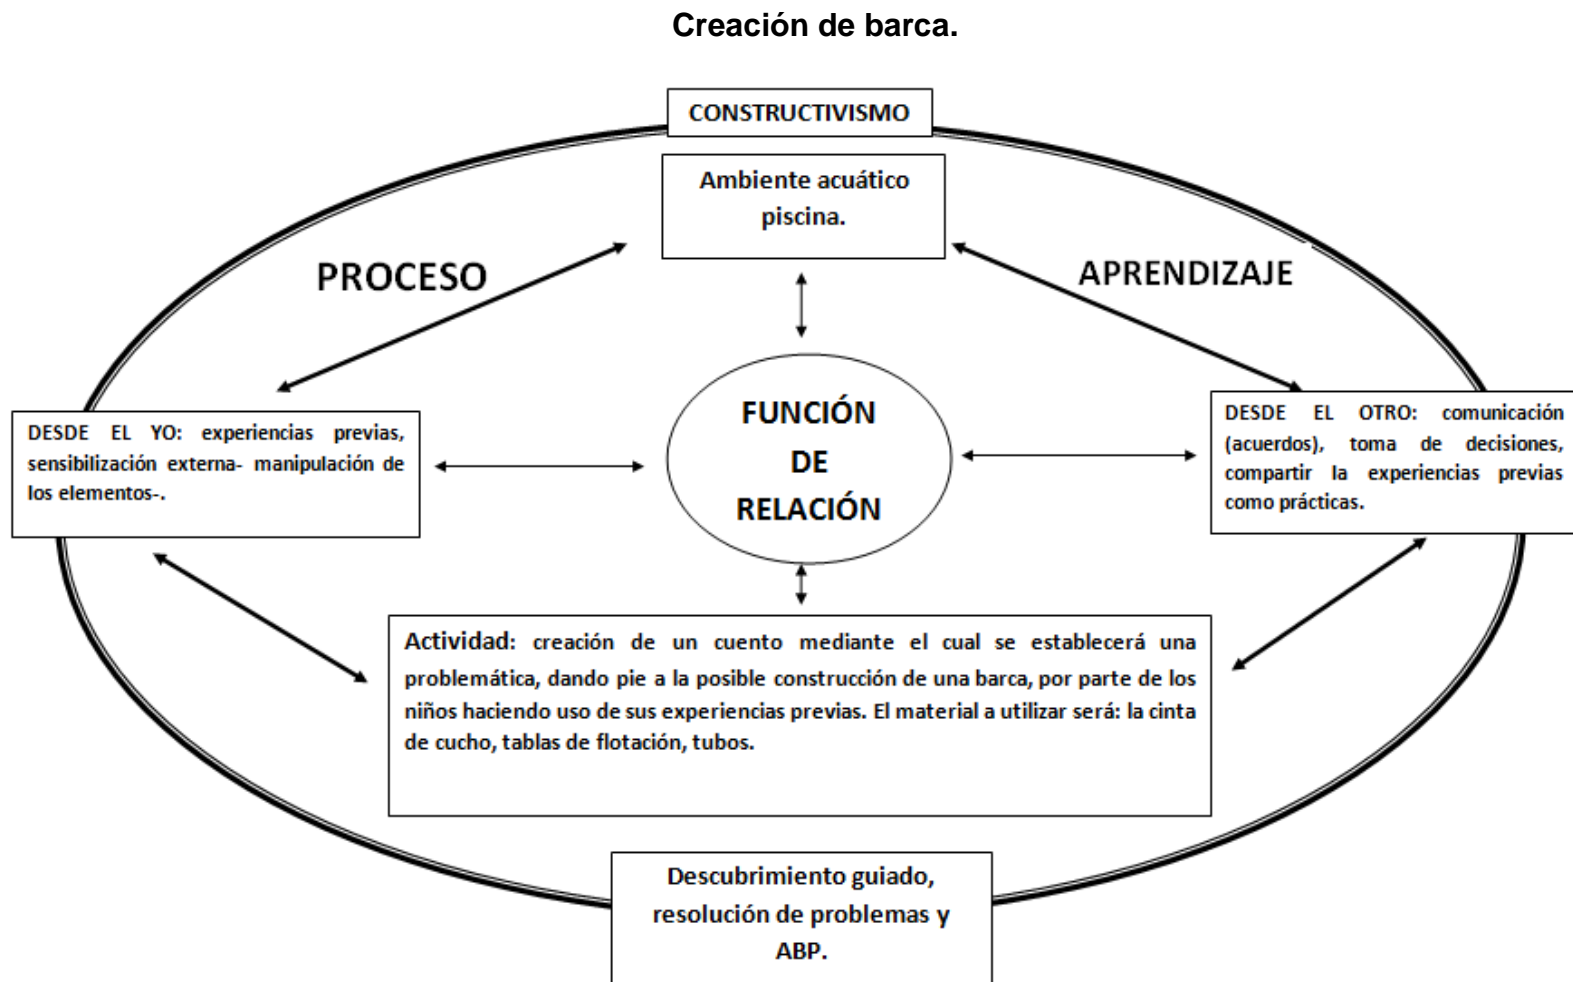 Creación de barca.
CONSTRUCTIVISMO
Ambiente acuático
piscina.
PROCESO
APRENDIZAJE
DESDE EL YO: experiencias previas,
sensibilización externa- manipulación de
los elementos-.
FUNCIÓN
DE
RELACIÓN
DESDE EL OTRO: comunicación
(acuerdos), toma de decisiones,
compartir la experiencias previas
como prácticas.
Actividad: creación de un cuento mediante el cual se establecerá una
problemática, dando pie a la posible construcción de una barca, por parte de los
niños haciendo uso de sus experiencias previas. El material a utilizar será: la cinta
de cucho, tablas de flotación, tubos.
Descubrimiento guiado,
resolución de problemas y
ABP.